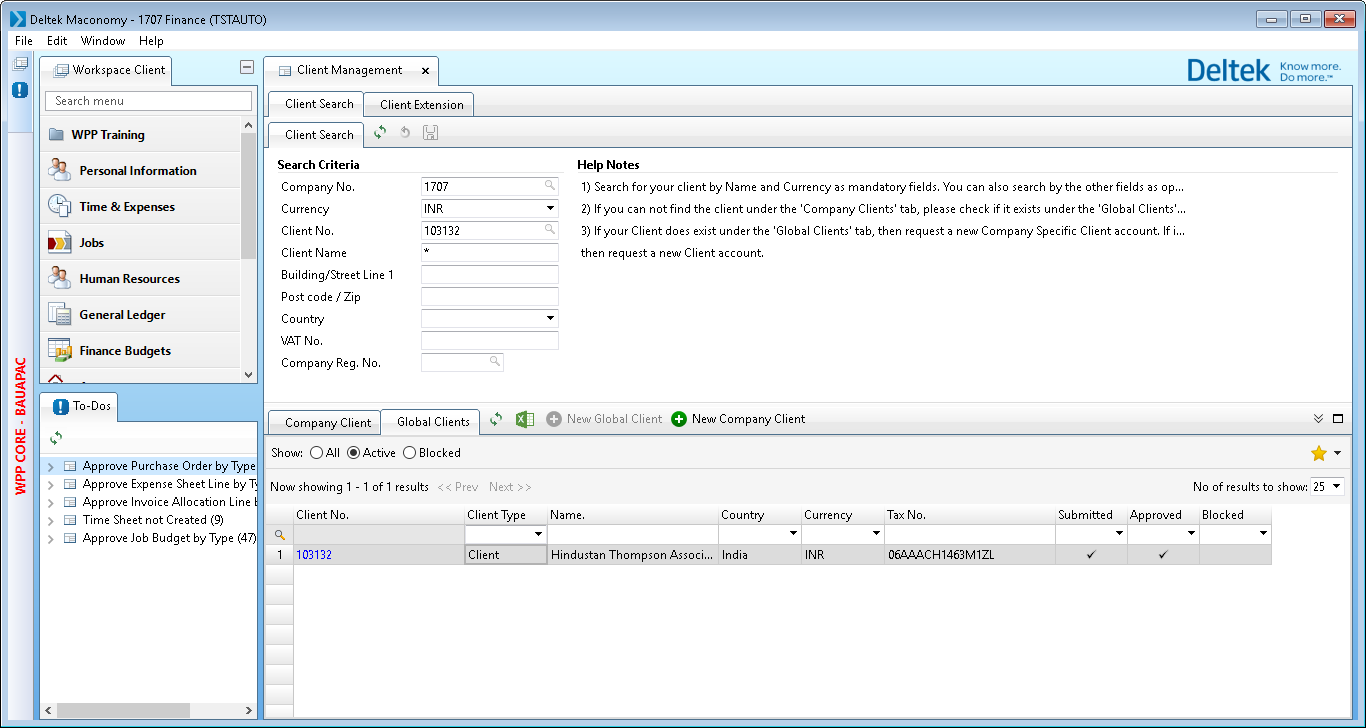 Deltek Maconomy - 1707 Finance (TSTAUTO)
File Edit Window Help
WPP CORE - BAUAPAC
Workspace Client
Search menu
WPP Training
Personal Information
Time & Expenses
Jobs
Human Resources
General Ledger
Finance Budgets
To-Dos
Approve Purchase Order by Type
Approve Expense Sheet Line by Ty
Approve Invoice Allocation Line b
Time Sheet not Created (9)
Approve Job Budget by Type (47)
Client Management
Deltek Know more. Do more.™
Client Search Client Extension
Client Search
Search Criteria
Company No. 1707
Currency INR
Client No. 103132
Client Name *
Building/Street Line 1
Post code / Zip
Country
VAT No.
Company Reg. No.
Help Notes
1) Search for your client by Name and Currency as mandatory fields. You can also search by the other fields as op...
2) If you can not find the client under the 'Company Clients' tab, please check if it exists under the 'Global Clients'...
3) If your Client does exist under the 'Global Clients' tab, then request a new Company Specific Client account. If i...
then request a new Client account.
Company Client Global Clients New Global Client New Company Client
Show: All Active Blocked
Now showing 1 - 1 of 1 results << Prev Next >> No of results to show: 25
Client No. Client Type Name. Country Currency Tax No. Submitted Approved Blocked
1 103132 Client Hindustan Thompson Associ... India INR 06AAACH1463M1ZL ✓ ✓